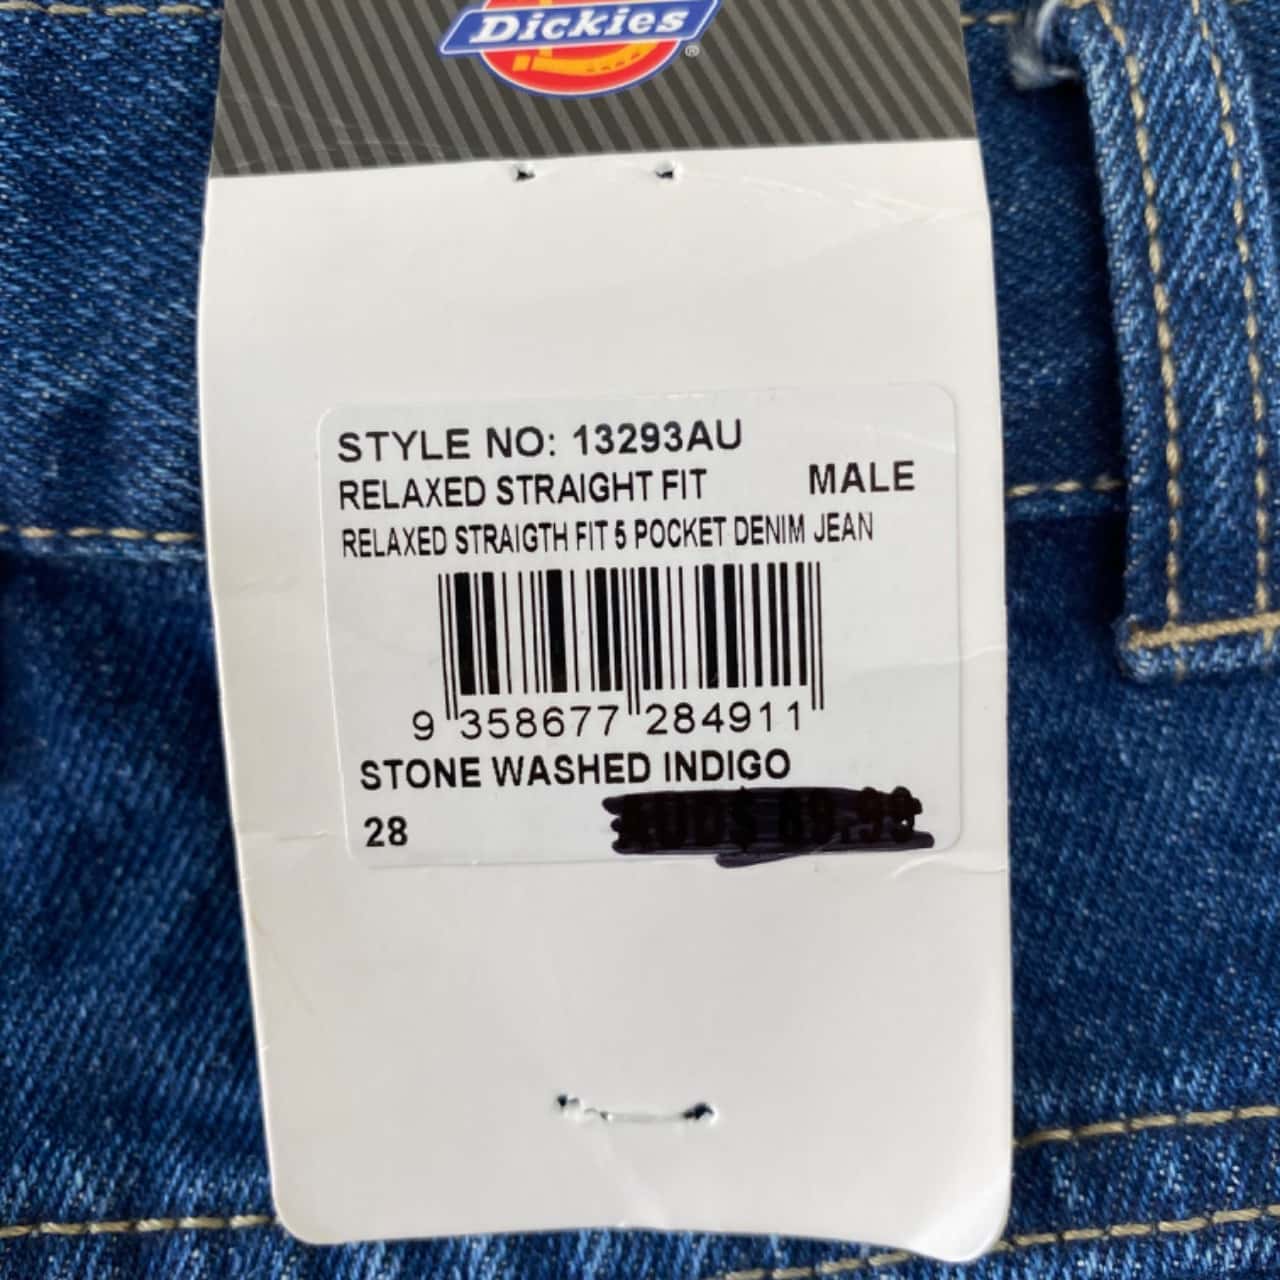 Dickies®
STYLE NO: 13293AU
RELAXED STRAIGHT FIT MALE
RELAXED STRAIGTH FIT 5 POCKET DENIM JEAN
9 358677 284911
STONE WASHED INDIGO
28